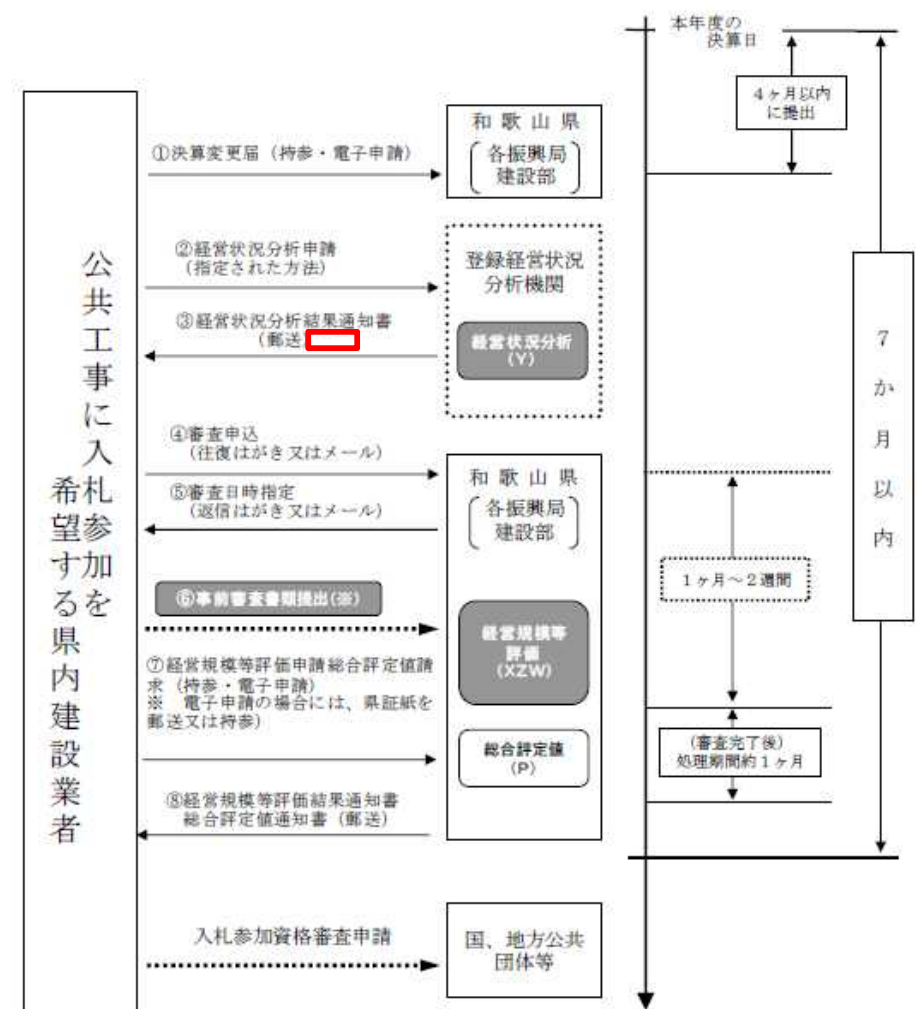 本年度の
決算日
4ヶ月以内
に提出
和歌山県
各振興局
建設部
①決算変更届（持参・電子申請）
②経営状況分析申請
（指定された方法）
登録経営状況
分析機関
③経営状況分析結果通知書
（郵送
経営状況分析
（Y）
公共工事に入札参加を
希望する県内建設業者
7か月以内
④審査申込
（往復はがき又はメール）
和歌山県
各振興局
建設部
⑤審査日時指定
（返信はがき又はメール）
1ヶ月～2週間
⑥事前審査書類提出(※)
経営規模等
評価
（XZW）
⑦経営規模等評価申請総合評定値請
求（持参・電子申請）
※　電子申請の場合には、県証紙を
郵送又は持参）
総合評定値
（P）
（審査完了後）
処理期間約1ヶ月
⑧経営規模等評価結果通知書
総合評定値通知書（郵送）
入札参加資格審査申請
国、地方公共
団体等